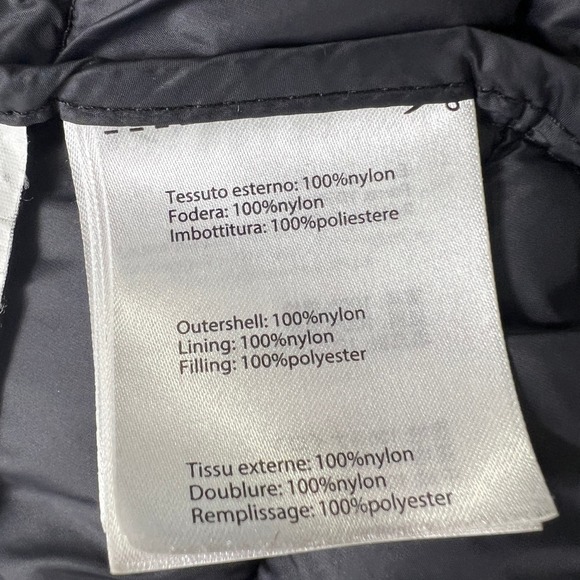 Tessuto esterno: 100%nylon
Fodera: 100%nylon
Imbottitura: 100%poliestere
Outershell: 100%nylon
Lining: 100%nylon
Filling: 100%polyester
Tissu externe: 100%nylon
Doublure: 100%nylon
Remplissage: 100%polyester